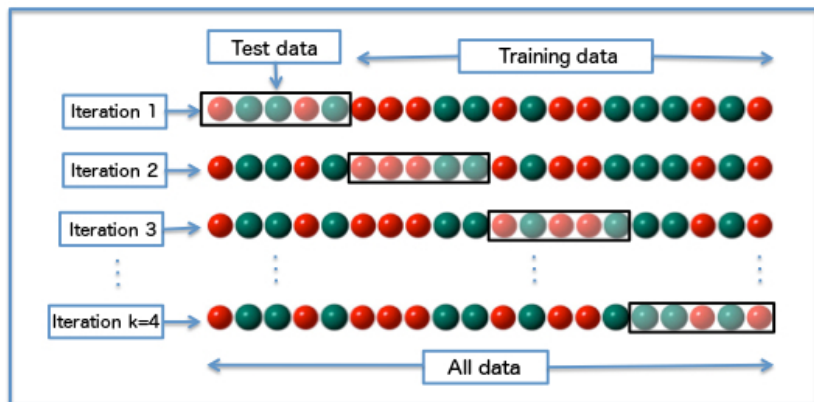 Test data
Training data
Iteration 1
Iteration 2
Iteration 3
Iteration k=4
All data